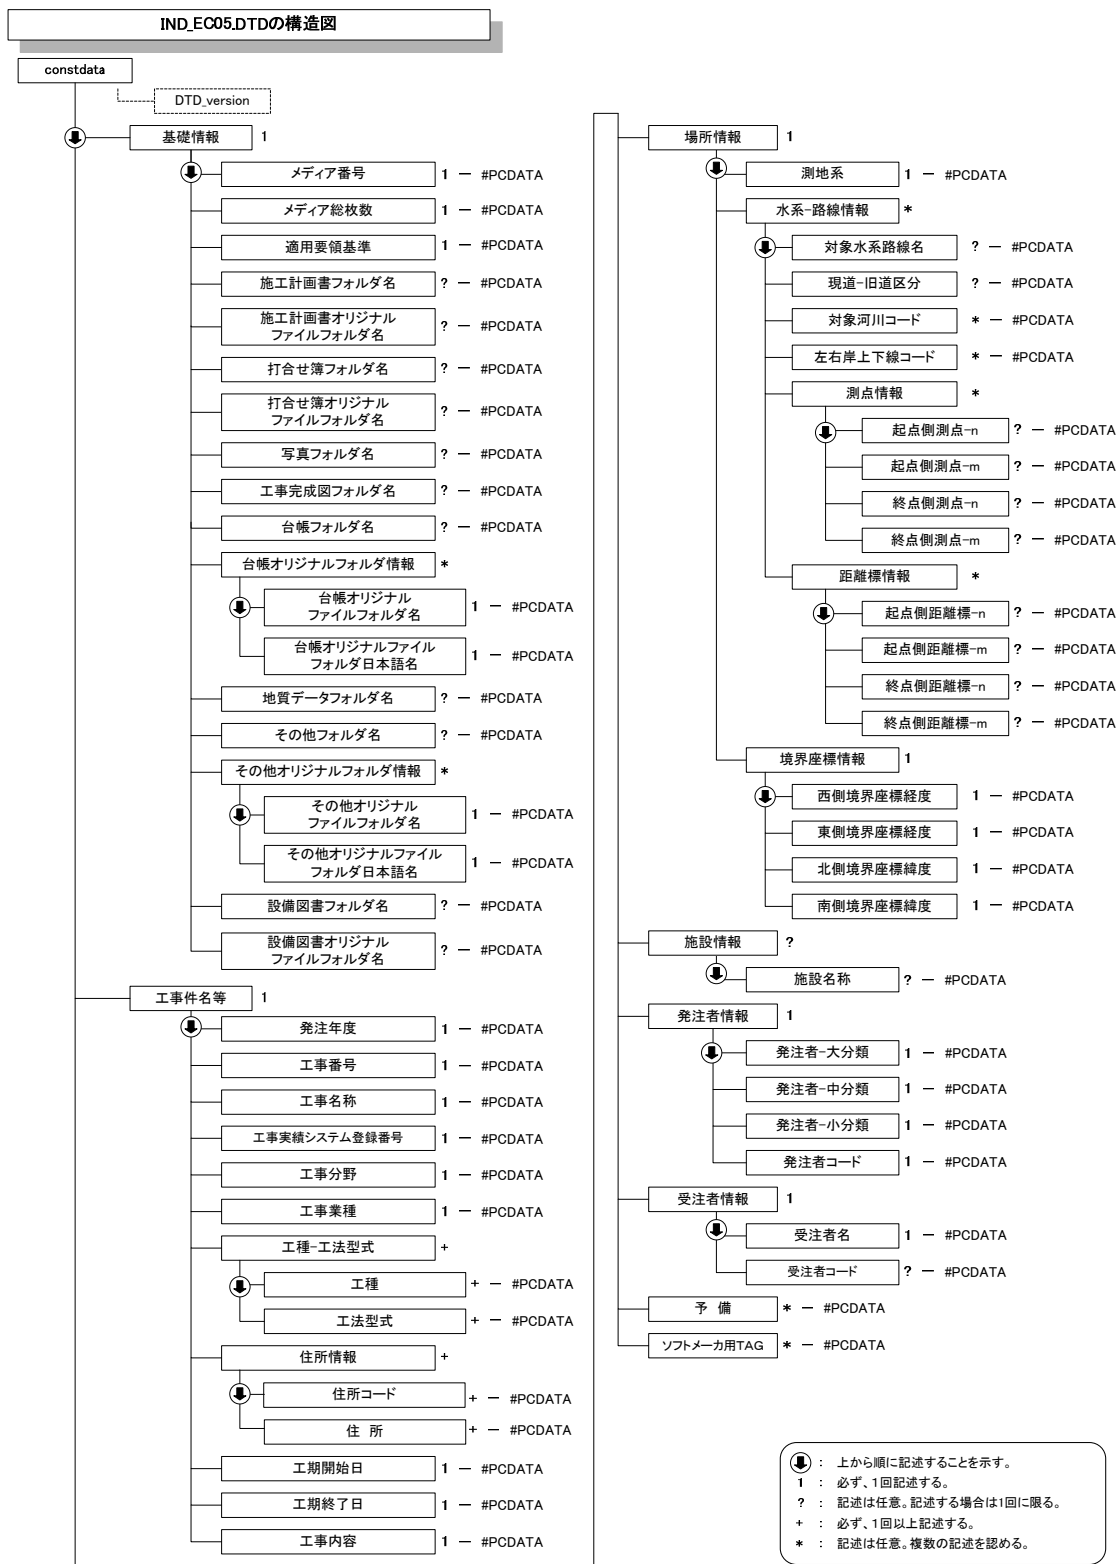 IND_EC05.DTDの構造図
constdata
DTD_version
基礎情報 1
メディア番号 1 － #PCDATA
メディア総枚数 1 － #PCDATA
適用要領基準 1 － #PCDATA
施工計画書フォルダ名 ? － #PCDATA
施工計画書オリジナル
ファイルフォルダ名 ? － #PCDATA
打合せ簿フォルダ名 ? － #PCDATA
打合せ簿オリジナル
ファイルフォルダ名 ? － #PCDATA
写真フォルダ名 ? － #PCDATA
工事完成図フォルダ名 ? － #PCDATA
台帳フォルダ名 ? － #PCDATA
台帳オリジナルフォルダ情報 *
台帳オリジナル
ファイルフォルダ名 1 － #PCDATA
台帳オリジナルファイル
フォルダ日本語名 1 － #PCDATA
地質データフォルダ名 ? － #PCDATA
その他フォルダ名 ? － #PCDATA
その他オリジナルフォルダ情報 *
その他オリジナル
ファイルフォルダ名 1 － #PCDATA
その他オリジナルファイル
フォルダ日本語名 1 － #PCDATA
設備図書フォルダ名 ? － #PCDATA
設備図書オリジナル
ファイルフォルダ名 ? － #PCDATA
工事件名等 1
発注年度 1 － #PCDATA
工事番号 1 － #PCDATA
工事名称 1 － #PCDATA
工事実績システム登録番号 1 － #PCDATA
工事分野 1 － #PCDATA
工事業種 1 － #PCDATA
工種-工法型式 +
工種 + － #PCDATA
工法型式 + － #PCDATA
住所情報 +
住所コード + － #PCDATA
住 所 + － #PCDATA
工期開始日 1 － #PCDATA
工期終了日 1 － #PCDATA
工事内容 1 － #PCDATA
場所情報 1
測地系 1 － #PCDATA
水系-路線情報 *
対象水系路線名 ? － #PCDATA
現道-旧道区分 ? － #PCDATA
対象河川コード * － #PCDATA
左右岸上下線コード * － #PCDATA
測点情報 *
起点側測点-n ? － #PCDATA
起点側測点-m ? － #PCDATA
終点側測点-n ? － #PCDATA
終点側測点-m ? － #PCDATA
距離標情報 *
起点側距離標-n ? － #PCDATA
起点側距離標-m ? － #PCDATA
終点側距離標-n ? － #PCDATA
終点側距離標-m ? － #PCDATA
境界座標情報 1
西側境界座標経度 1 － #PCDATA
東側境界座標経度 1 － #PCDATA
北側境界座標緯度 1 － #PCDATA
南側境界座標緯度 1 － #PCDATA
施設情報 ?
施設名称 ? － #PCDATA
発注者情報 1
発注者-大分類 1 － #PCDATA
発注者-中分類 1 － #PCDATA
発注者-小分類 1 － #PCDATA
発注者コード 1 － #PCDATA
受注者情報 1
受注者名 1 － #PCDATA
受注者コード ? － #PCDATA
予 備 * － #PCDATA
ソフトメーカ用TAG * － #PCDATA
： 上から順に記述することを示す。
1 ： 必ず、1回記述する。
? ： 記述は任意。記述する場合は1回に限る。
+ ： 必ず、1回以上記述する。
* ： 記述は任意。複数の記述を認める。